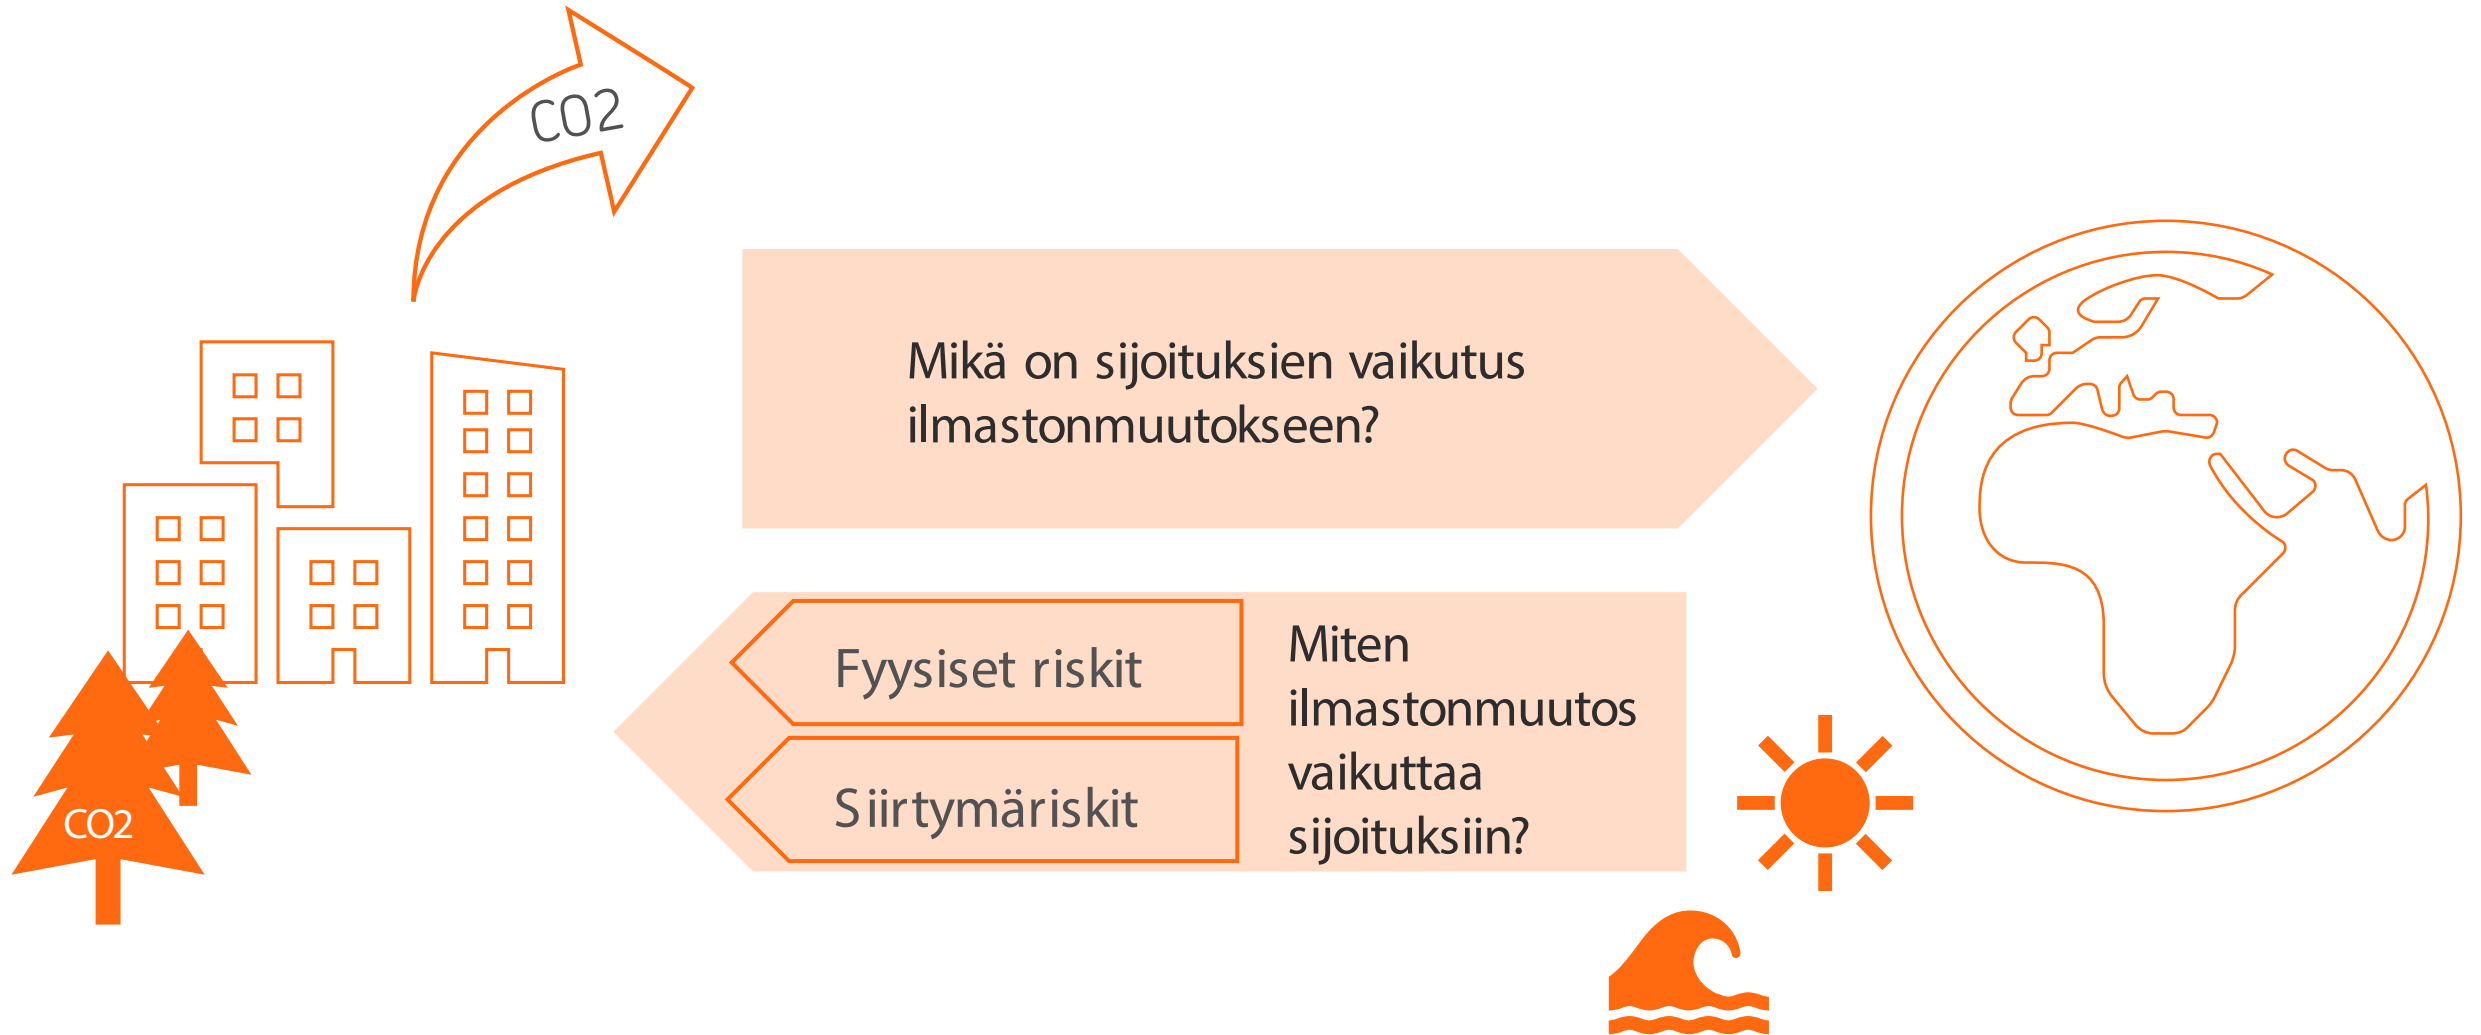 CO2
Mikä on sijoituksien vaikutus
ilmastonmuutokseen?
Fyysiset riskit
Siirtymäriskit
Miten
ilmastonmuutos
vaikuttaa
sijoituksiin?
CO2